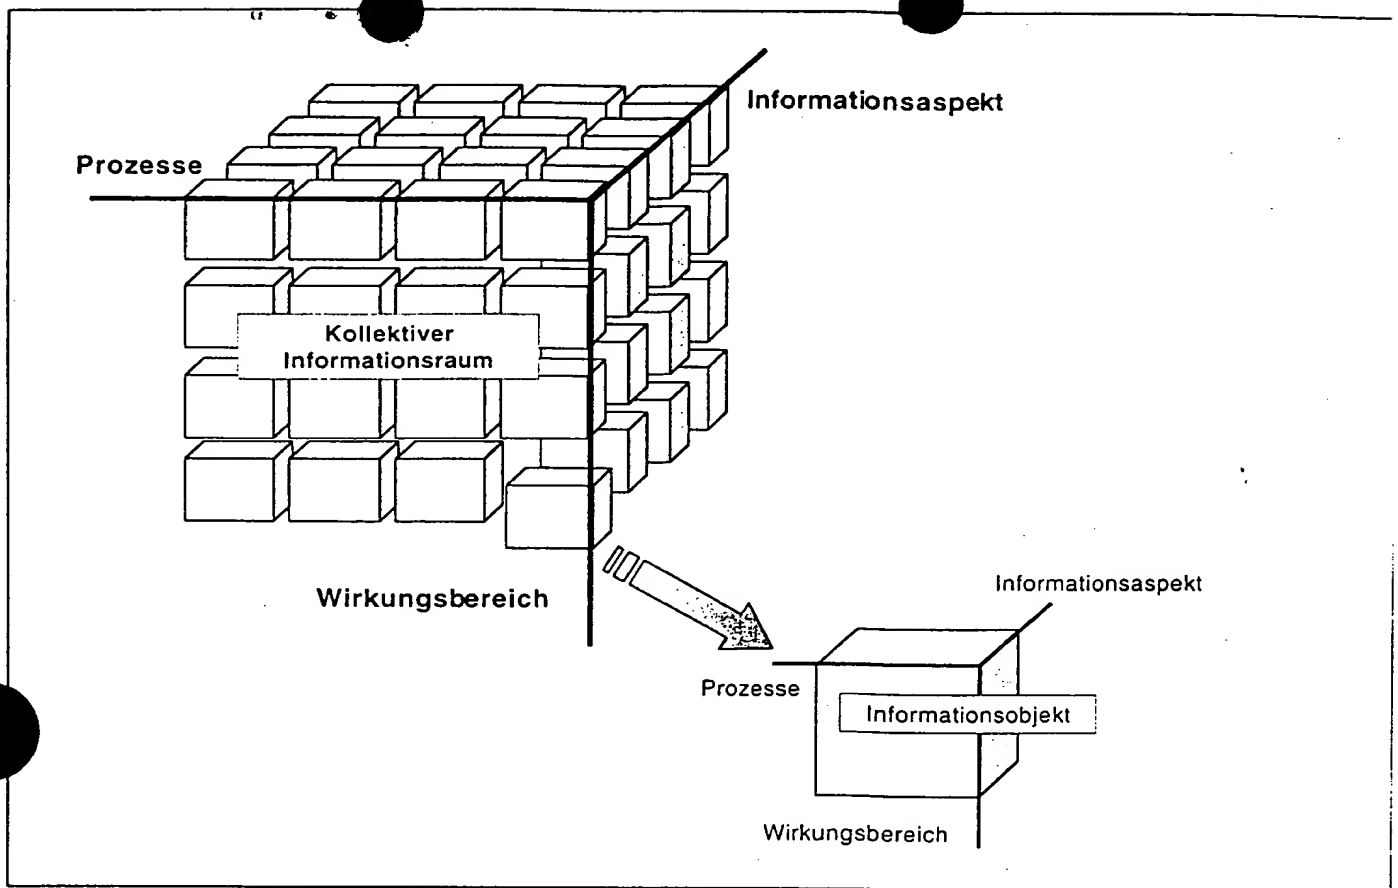 Informationsaspekt
Prozesse
Kollektiver
Informationsraum
Wirkungsbereich
Informationsaspekt
Prozesse
Informationsobjekt
Wirkungsbereich